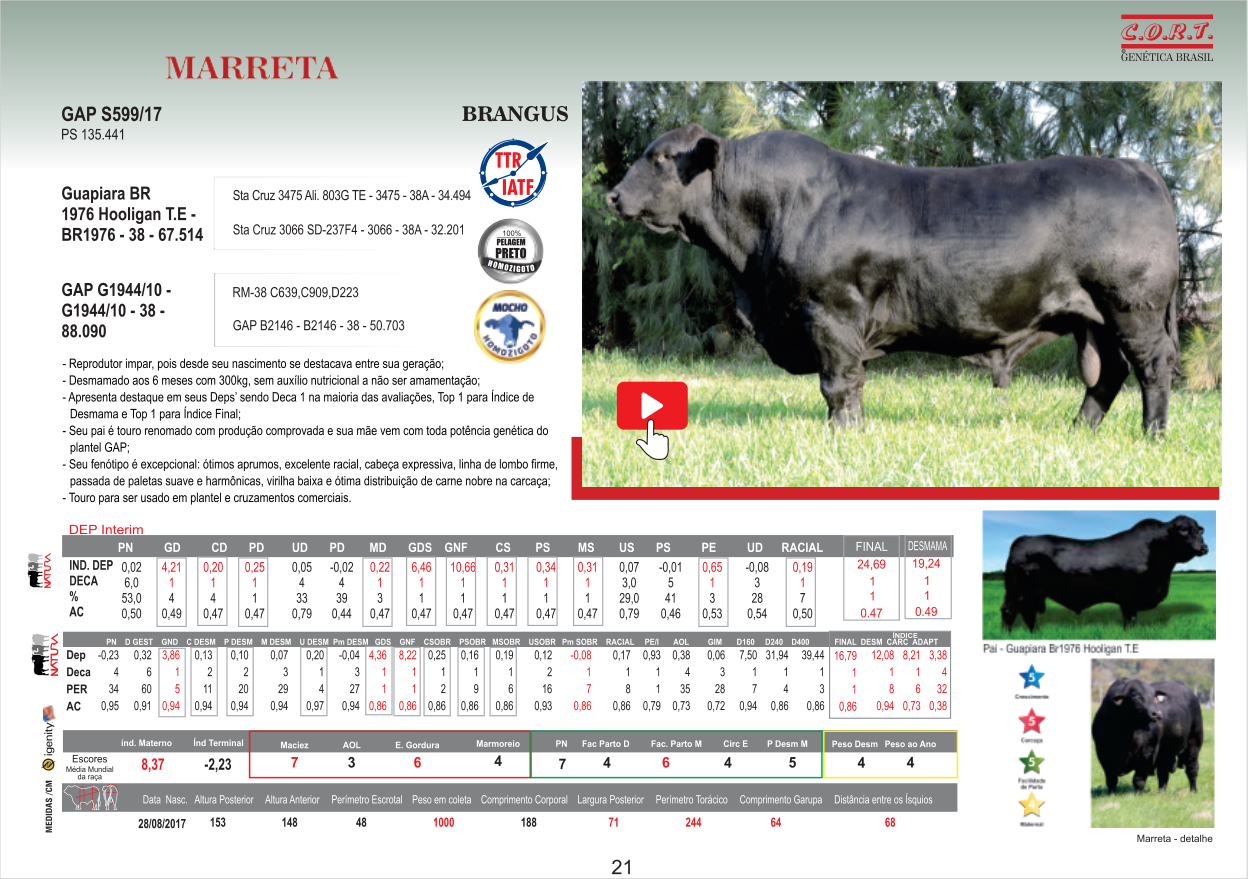 C.O.R.T.
GENÉTICA BRASIL
MARRETA
GAP S599/17
PS 135.441
BRANGUS
TTR
IATF
Guapiara BR
1976 Hooligan T.E -
BR1976 - 38 - 67.514
Sta Cruz 3475 Ali. 803G TE - 3475 - 38A - 34.494
Sta Cruz 3066 SD-237F4 - 3066 - 38A - 32.201
100%
PELAGEM
PRETO
HOMOZIGOTO
GAP G1944/10 -
G1944/10 - 38 -
88.090
RM-38 C639,C909,D223
GAP B2146 - B2146 - 38 - 50.703
MOCHO
HOMOZIGOTO
- Reprodutor impar, pois desde seu nascimento se destacava entre sua geração;
- Desmamado aos 6 meses com 300kg, sem auxílio nutricional a não ser amamentação;
- Apresenta destaque em seus Deps' sendo Deca 1 na maioria das avaliações, Top 1 para Índice de
Desmama e Top 1 para Índice Final;
- Seu pai é touro renomado com produção comprovada e sua mãe vem com toda potência genética do
plantel GAP;
- Seu fenótipo é excepcional: ótimos aprumos, excelente racial, cabeça expressiva, linha de lombo firme,
passada de paletas suave e harmônicas, virilha baixa e ótima distribuição de carne nobre na carcaça;
- Touro para ser usado em plantel e cruzamentos comerciais.
DEP Interim
NATURA
PN GD CD PD UD PD MD GDS GNF CS PS MS US PS PE UD RACIAL FINAL DESMAMA
IND. DEP 0,02 4,21 0,20 0,25 0,05 -0,02 0,22 6,46 10,66 0,31 0,34 0,31 0,07 -0,01 0,65 -0,08 0,19 24,69 19,24
DECA 6,0 1 1 1 4 4 1 1 1 1 1 1 3,0 5 1 3 1 1 1
% 53,0 4 4 1 33 39 3 1 1 1 1 1 29,0 41 3 28 7 1 1
AC 0,50 0,49 0,47 0,47 0,79 0,44 0,47 0,47 0,47 0,47 0,47 0,47 0,79 0,46 0,53 0,54 0,50 0.47 0.49
NATURA
PN D GEST GND C DESM P DESM M DESM U DESM Pm DESM GDS GNF CSOBR PSOBR MSOBR USOBR Pm SOBR RACIAL PE/I AOL GIM D160 D240 D400 ÍNDICE FINAL DESM CARC ADAPT
Dep -0,23 0,32 3,86 0,13 0,10 0,07 0,20 -0,04 4,36 8,22 0,25 0,16 0,19 0,12 -0,08 0,17 0,93 0,38 0,06 7,50 31,94 39,44 16,79 12,08 8,21 3,38
Deca 4 6 1 2 2 3 1 3 1 1 1 1 1 2 1 1 1 4 3 1 1 1 1 1 1 4
PER 34 60 5 11 20 29 4 27 1 1 2 9 6 16 7 8 1 35 28 7 4 3 1 8 6 32
AC 0,95 0,91 0,94 0,94 0,94 0,94 0,97 0,94 0,86 0,86 0,86 0,86 0,86 0,93 0,86 0,86 0,79 0,73 0,72 0,94 0,86 0,86 0,86 0,94 0,73 0,38
igenity
índ. Materno Índ Terminal Maciez AOL E. Gordura Marmoreio PN Fac Parto D Fac. Parto M Circ E P Desm M Peso Desm Peso ao Ano
Escores
Média Mundial
da raça
8,37 -2,23 7 3 6 4 7 4 6 4 5 4 4
MEDIDAS /CM
Data Nasc. Altura Posterior Altura Anterior Perímetro Escrotal Peso em coleta Comprimento Corporal Largura Posterior Perímetro Torácico Comprimento Garupa Distância entre os Ísquios
28/08/2017 153 148 48 1000 188 71 244 64 68
Pai - Guapiara Br1976 Hooligan T.E
5
Crescimento
5
Carcaça
5
Facilidade
de Parto
4
Maternal
Marreta - detalhe
21